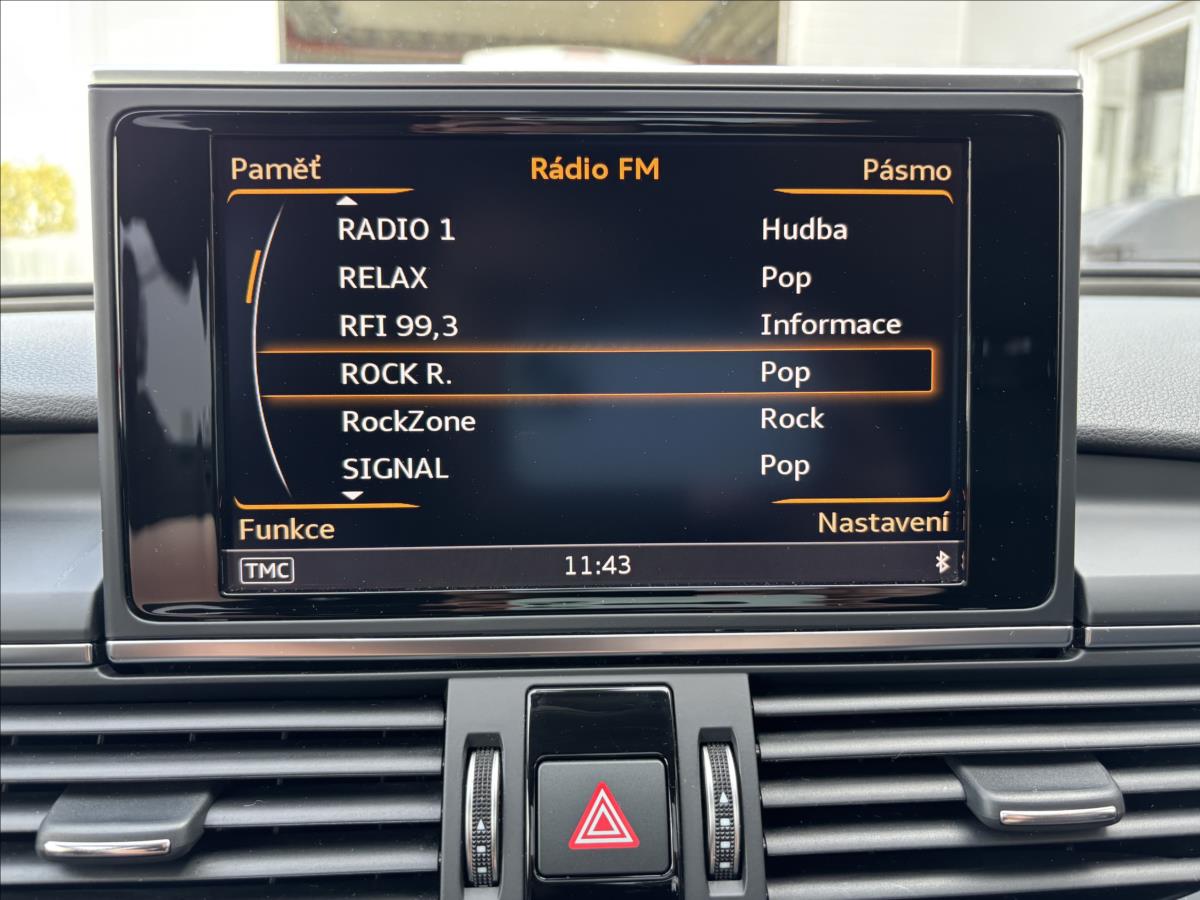 Paměť Rádio FM Pásmo
RADIO 1 Hudba
RELAX Pop
RFI 99,3 Informace
ROCK R. Pop
RockZone Rock
SIGNAL Pop
Funkce Nastavení
TMC 11:43